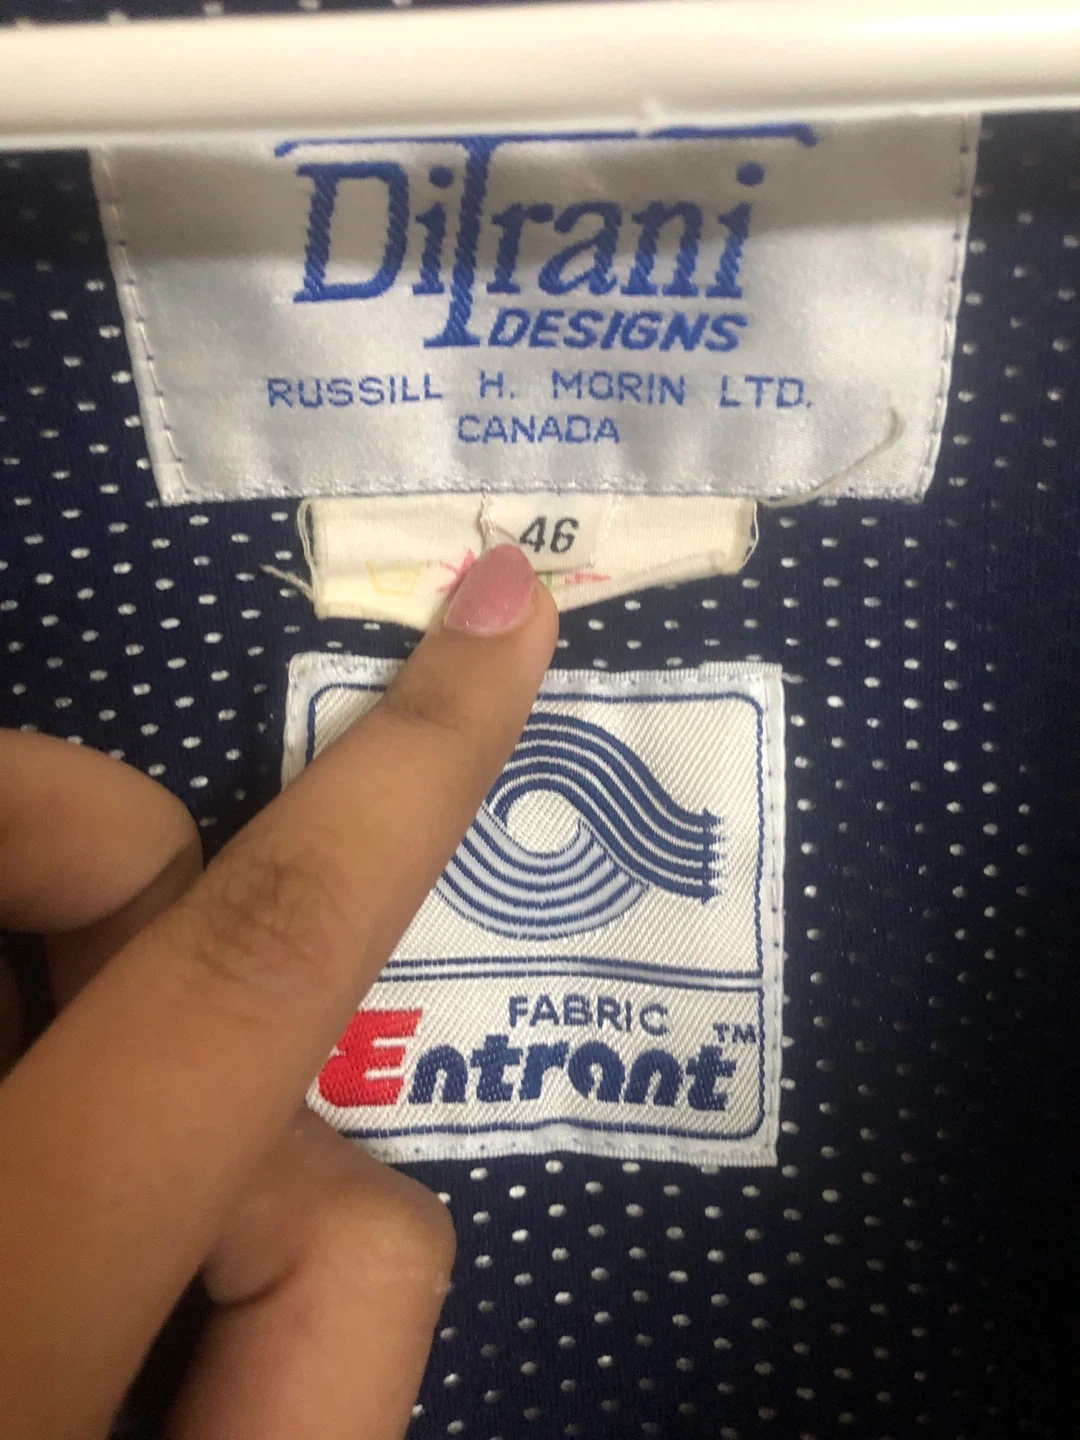 DiTrani
DESIGNS
RUSSILL H. MORIN LTD.
CANADA
46
FABRIC
Entrant™